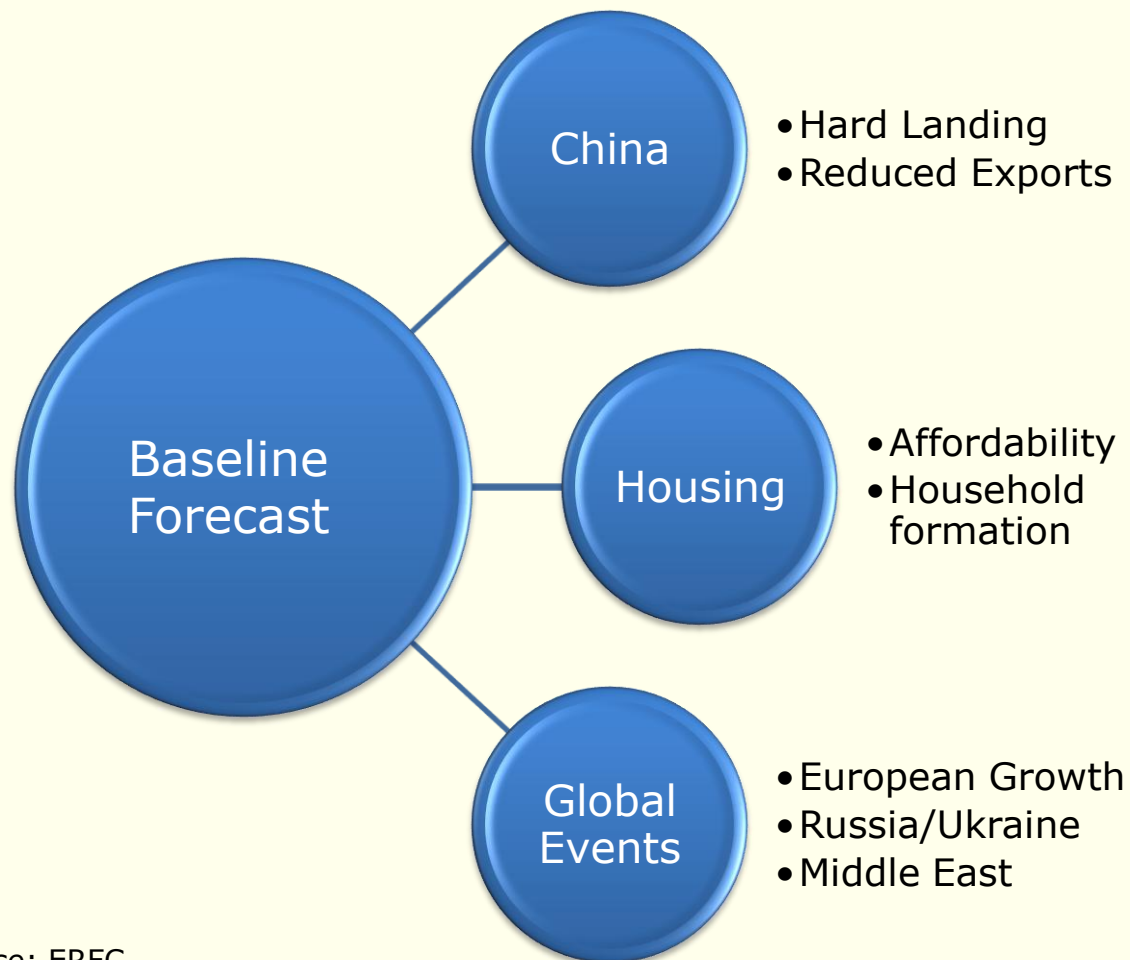 China
•Hard Landing
•Reduced Exports
Baseline
Forecast
Housing
•Affordability
•Household
formation
Global
Events
•European Growth
•Russia/Ukraine
•Middle East